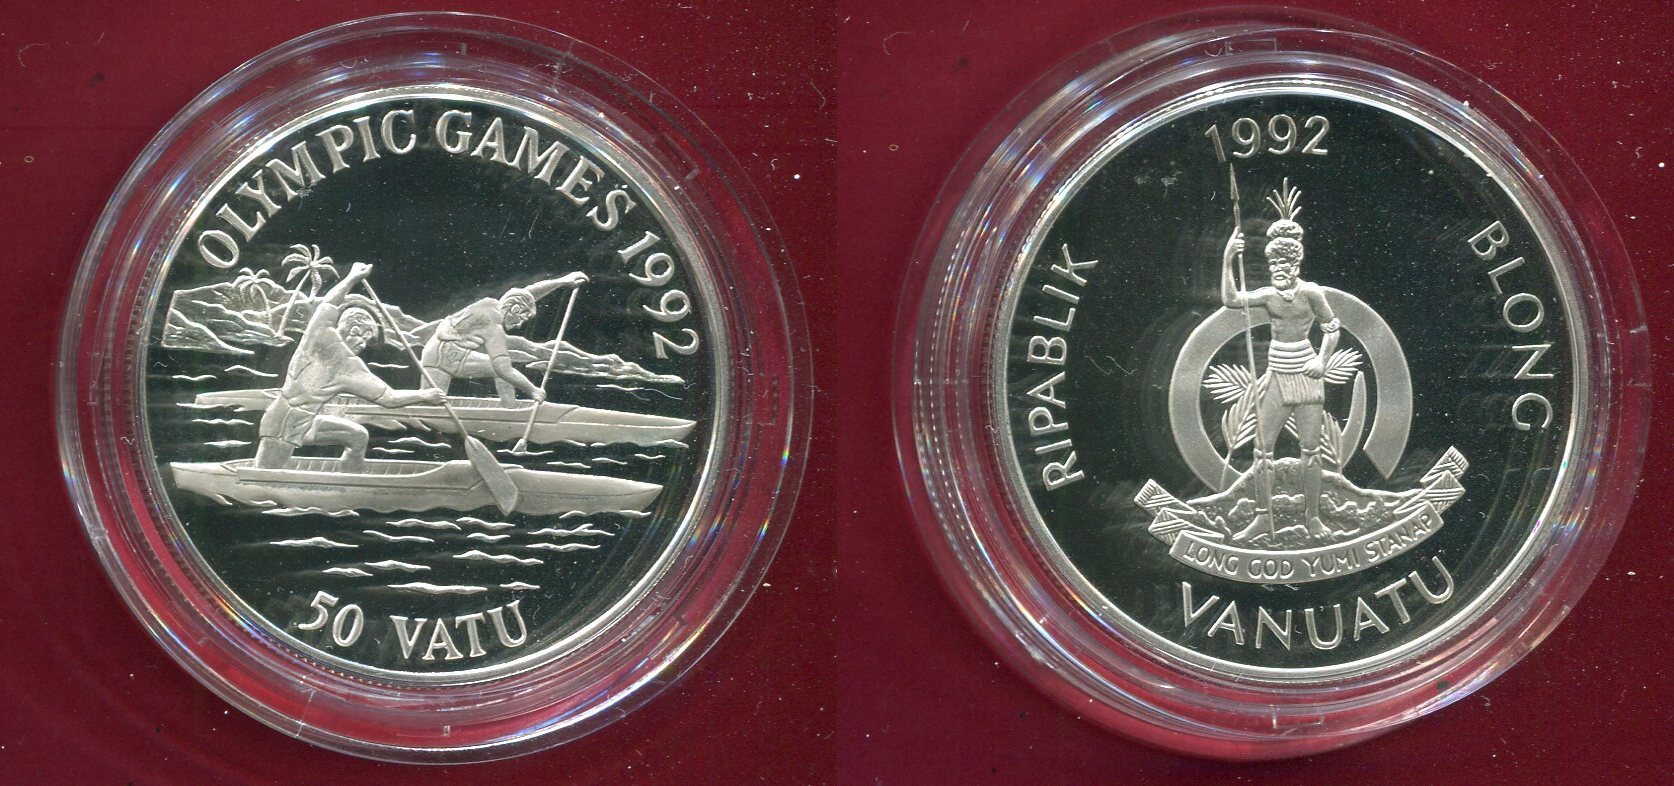 OLYMPIC GAMES 1992
50 VATU
1992
RIPABLIK BLONG
VANUATU
LONG GOD YUMI STANAP